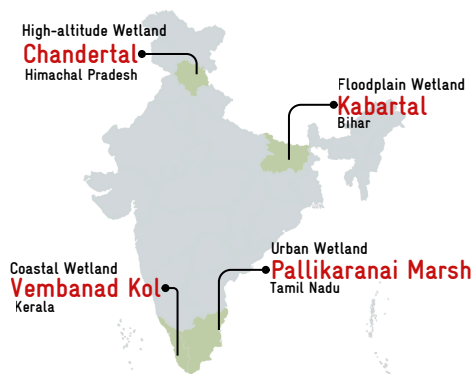 High-altitude Wetland
Chandertal
Himachal Pradesh
Floodplain Wetland
Kabartal
Bihar
Urban Wetland
Pallikaranai Marsh
Tamil Nadu
Coastal Wetland
Vembanad Kol
Kerala